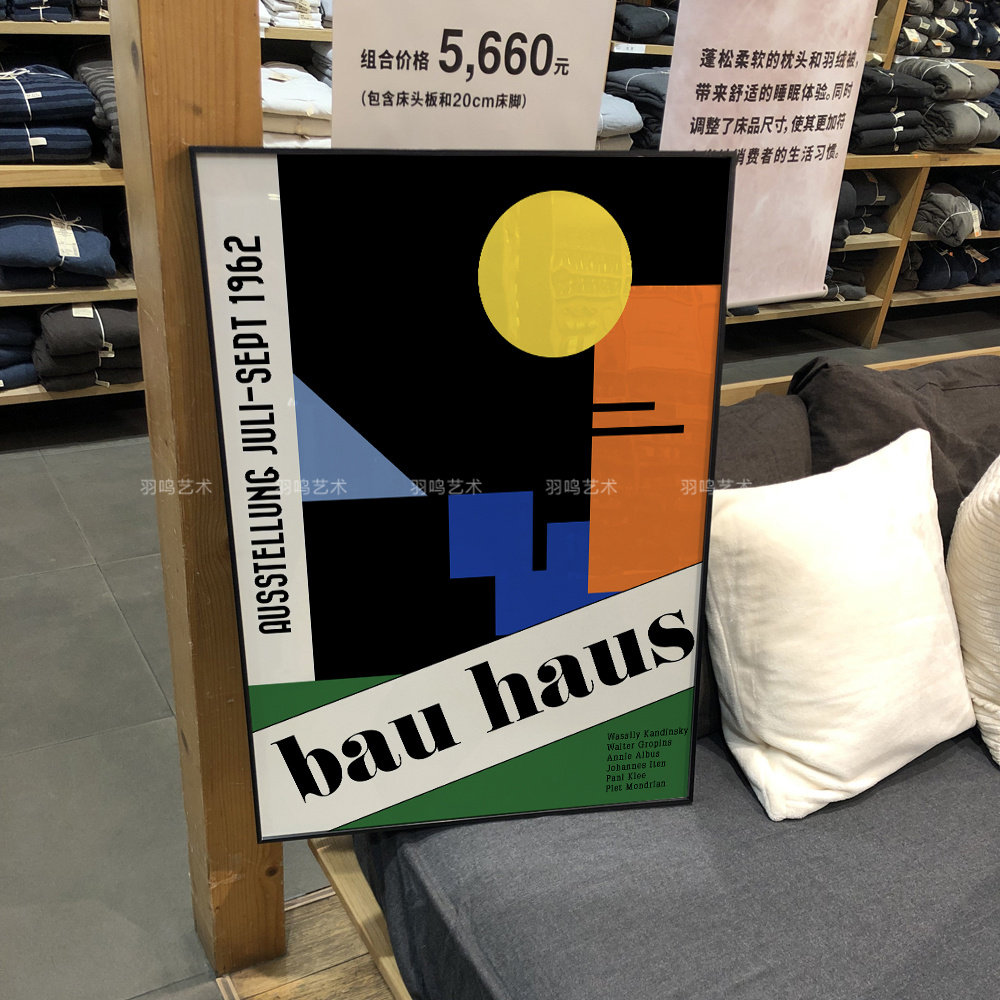 组合价格 5,660元
(包含床头板和20cm床脚)
蓬松柔软的枕头和羽绒被,
带来舒适的睡眠体验。同时
调整了床品尺寸,使其更加符
消费者的生活习惯。
AUSSTELLUNG JULI-SEPT 1962
羽鸣艺术 羽鸣艺术 羽鸣艺术 羽鸣艺术 羽鸣艺术
bau haus
Wasally Kandinsky
Walter Gropins
Annie Albus
Johannes Iten
Paul Klee
Piet Mondrian